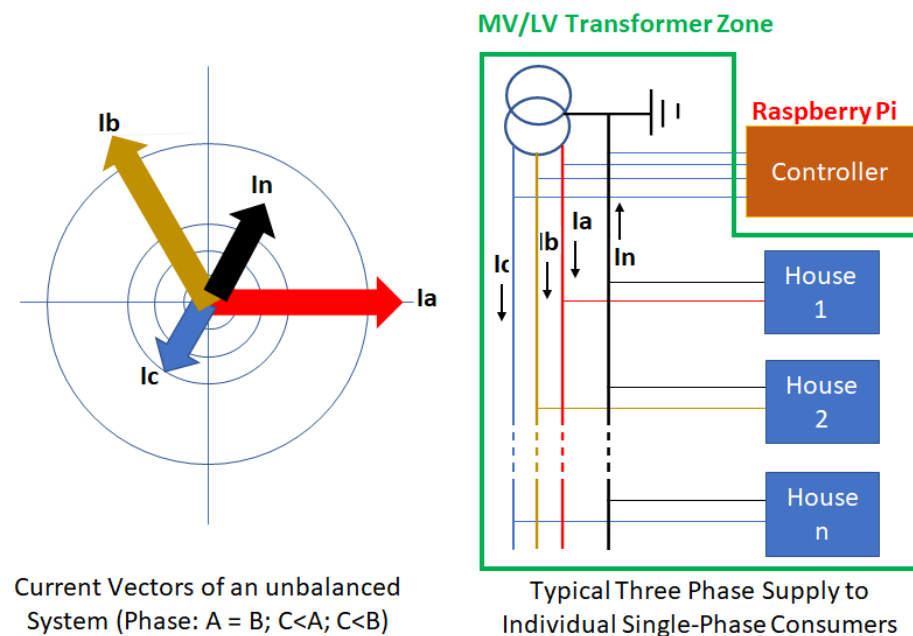 MV/LV Transformer Zone
Ib
In
Ia
Ic
Raspberry Pi
Controller
Ia
Ib
Ic
In
House
1
House
2
House
n
Current Vectors of an unbalanced
System (Phase: A = B; C<A; C<B)
Typical Three Phase Supply to
Individual Single-Phase Consumers